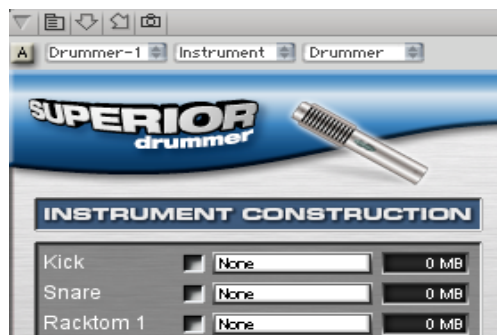 A Drummer-1 Instrument Drummer
SUPERIOR
drummer
INSTRUMENT CONSTRUCTION
Kick None 0 MB
Snare None 0 MB
Racktom 1 None 0 MB